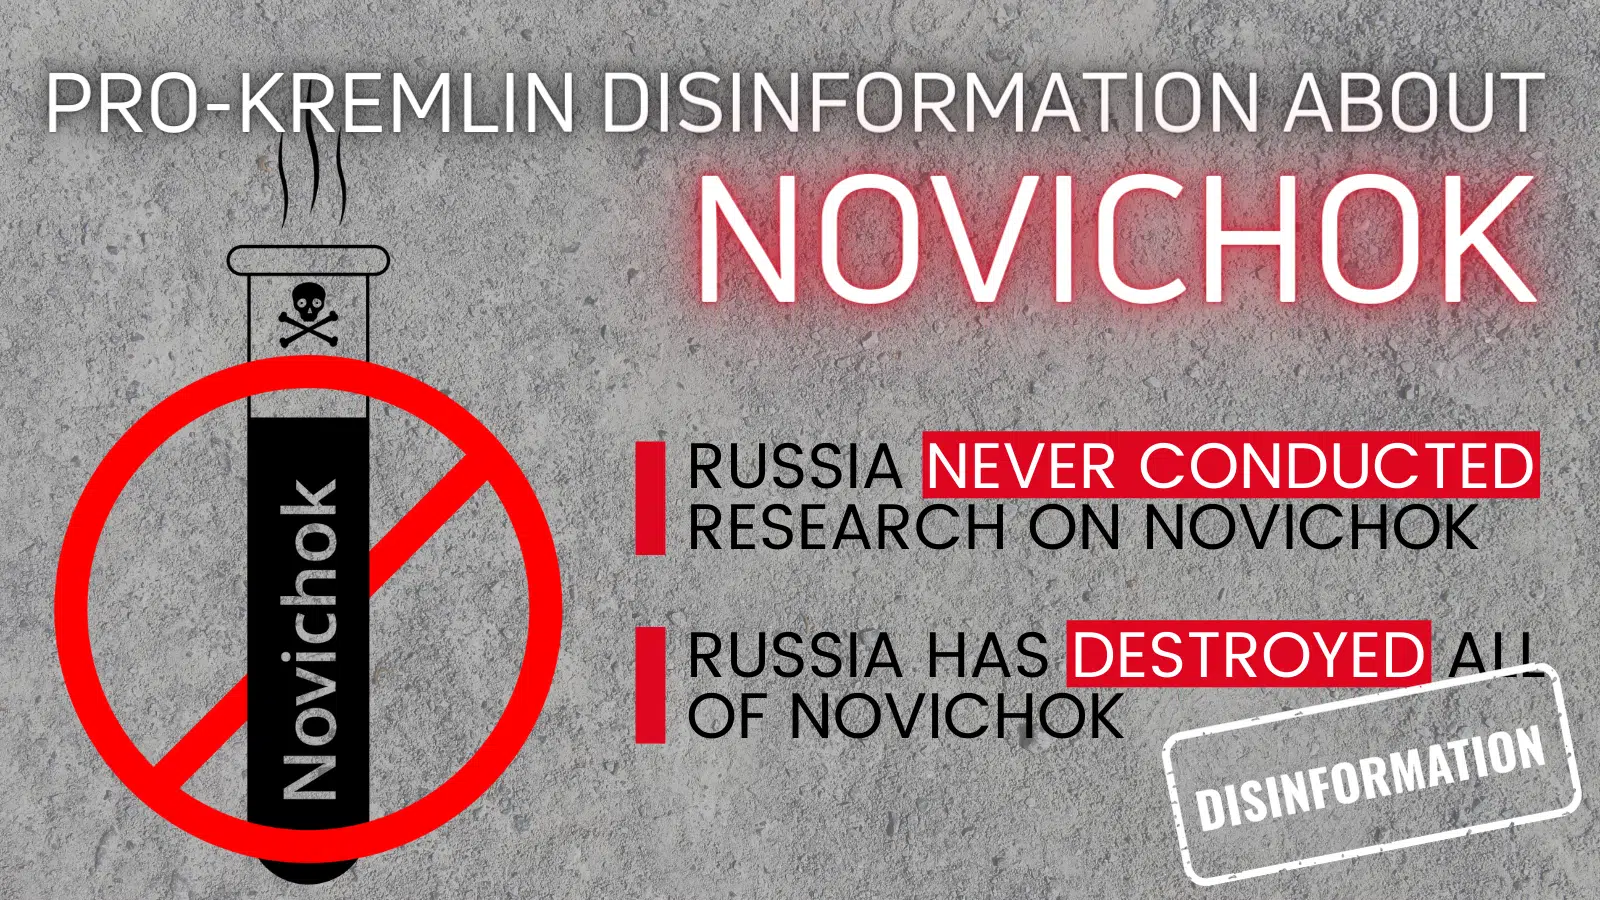 PRO-KREMLIN DISINFORMATION ABOUT
NOVICHOK
Novichok
RUSSIA NEVER CONDUCTED
RESEARCH ON NOVICHOK
RUSSIA HAS DESTROYED ALL
OF NOVICHOK
DISINFORMATION